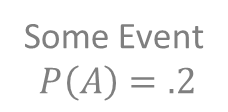 Some Event
P(A) = .2